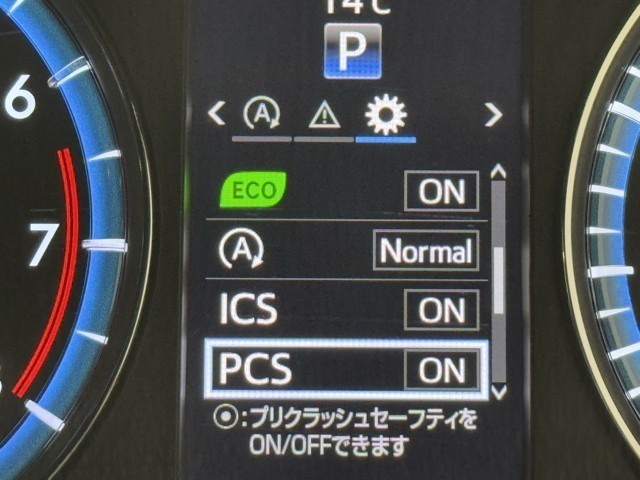 14℃
P
6
7
ECO ON
A Normal
ICS ON
PCS ON
⦿:プリクラッシュセーフティを
ON/OFFできます